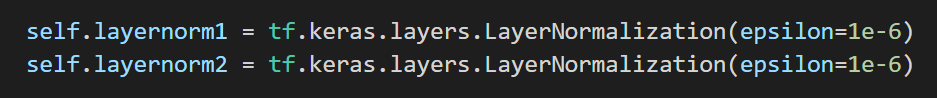 self.layernorm1 = tf.keras.layers.LayerNormalization(epsilon=1e-6)
self.layernorm2 = tf.keras.layers.LayerNormalization(epsilon=1e-6)